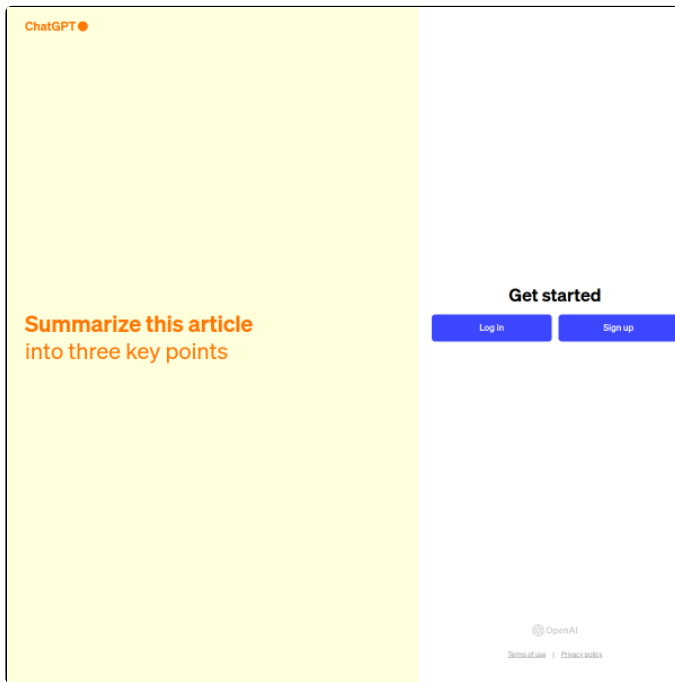 ChatGPT
Summarize this article
into three key points
Get started
Log in
Sign up
OpenAI
Terms of use | Privacy policy